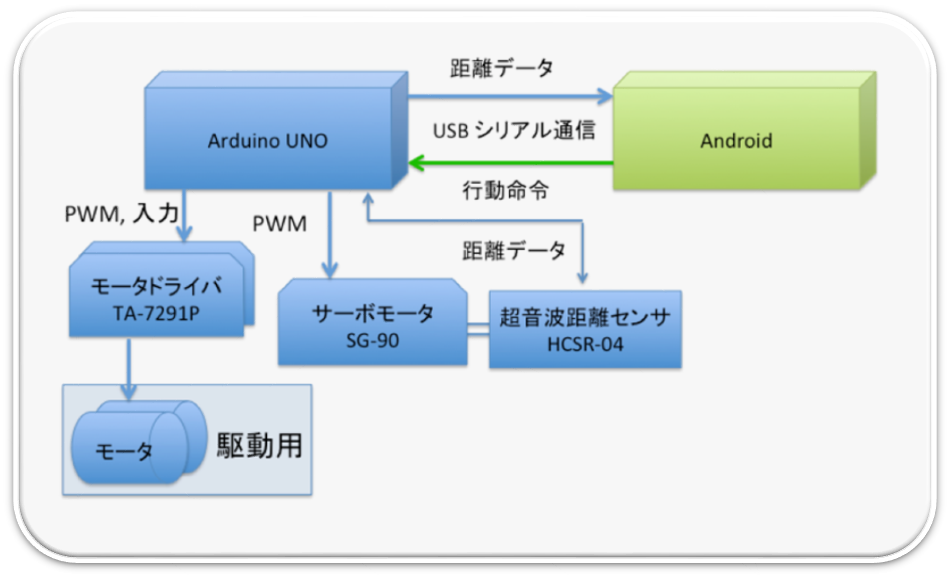 距離データ
Arduino UNO
USB シリアル通信
Android
行動命令
PWM, 入力
PWM
距離データ
モータドライバ
TA-7291P
サーボモータ
SG-90
超音波距離センサ
HCSR-04
モータ
駆動用